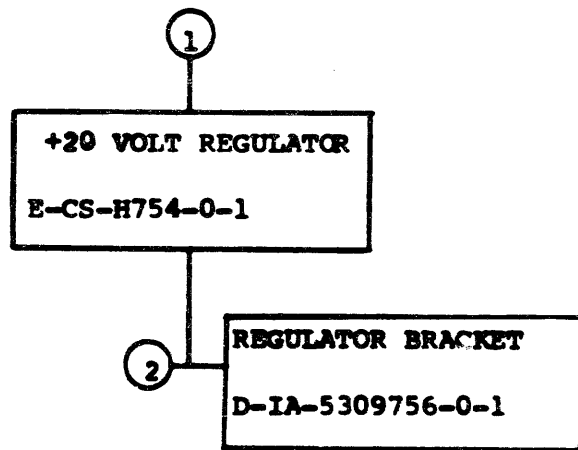 1
+20 VOLT REGULATOR
E-CS-H754-0-1
2
REGULATOR BRACKET
D-IA-5309756-0-1